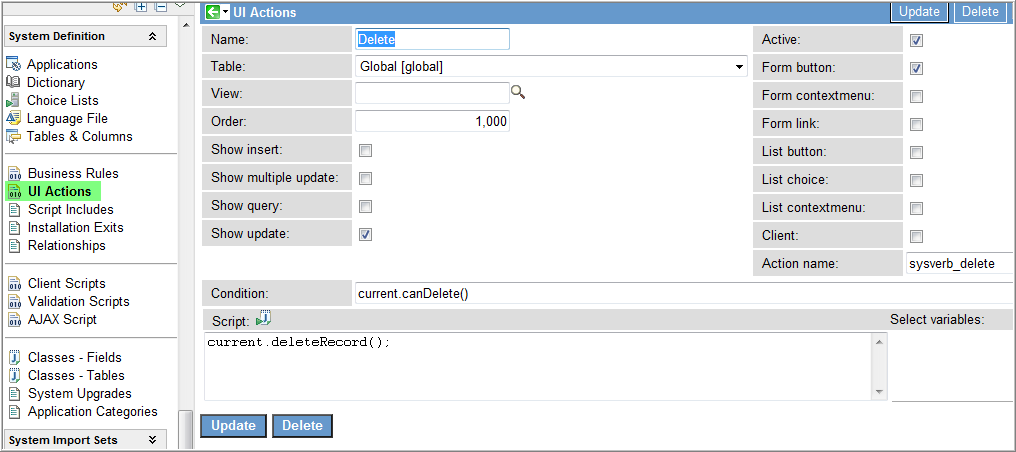 System Definition
Applications
Dictionary
Choice Lists
Language File
Tables & Columns
Business Rules
UI Actions
Script Includes
Installation Exits
Relationships
Client Scripts
Validation Scripts
AJAX Script
Classes - Fields
Classes - Tables
System Upgrades
Application Categories
System Import Sets
UI Actions
Update Delete
Name: Delete
Table: Global [global]
View:
Order: 1,000
Show insert:
Show multiple update:
Show query:
Show update:
Active:
Form button:
Form contextmenu:
Form link:
List button:
List choice:
List contextmenu:
Client:
Action name: sysverb_delete
Condition: current.canDelete()
Script: Select variables:
current.deleteRecord();
Update Delete